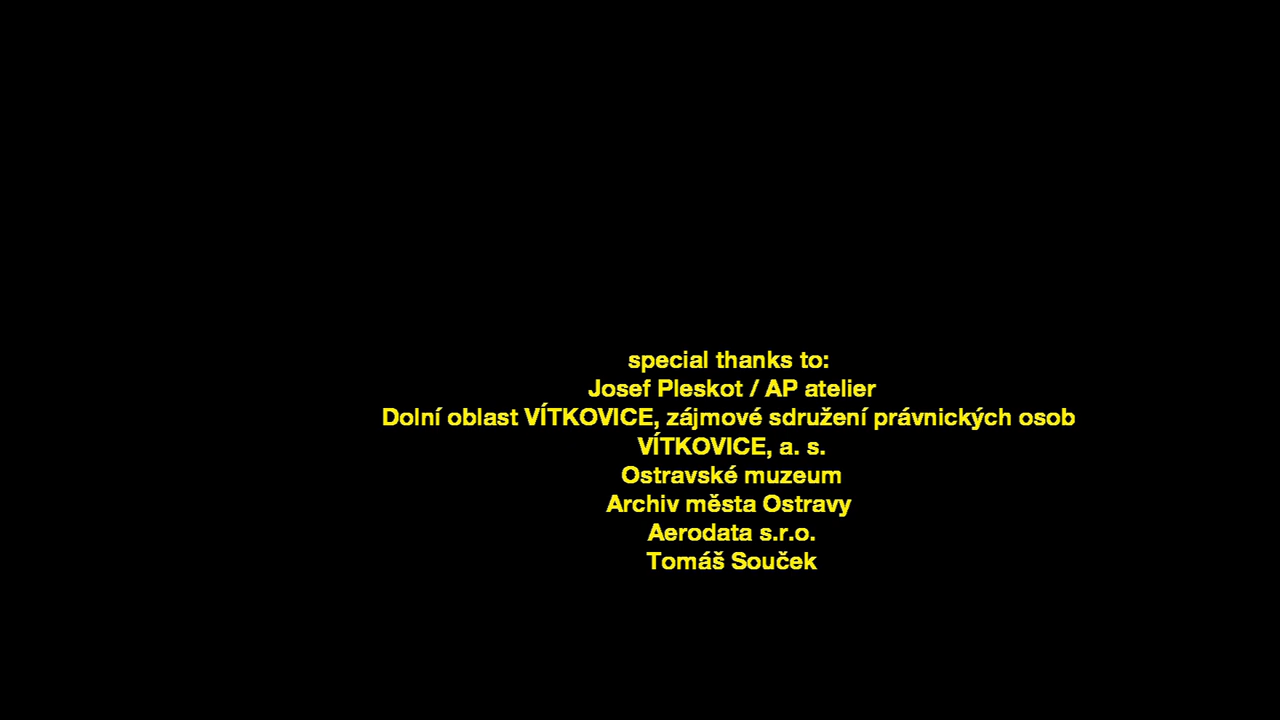 special thanks to:
Josef Pleskot / AP atelier
Dolní oblast VÍTKOVICE, zájmové sdružení právnických osob
VÍTKOVICE, a. s.
Ostravské muzeum
Archiv města Ostravy
Aerodata s.r.o.
Tomáš Souček